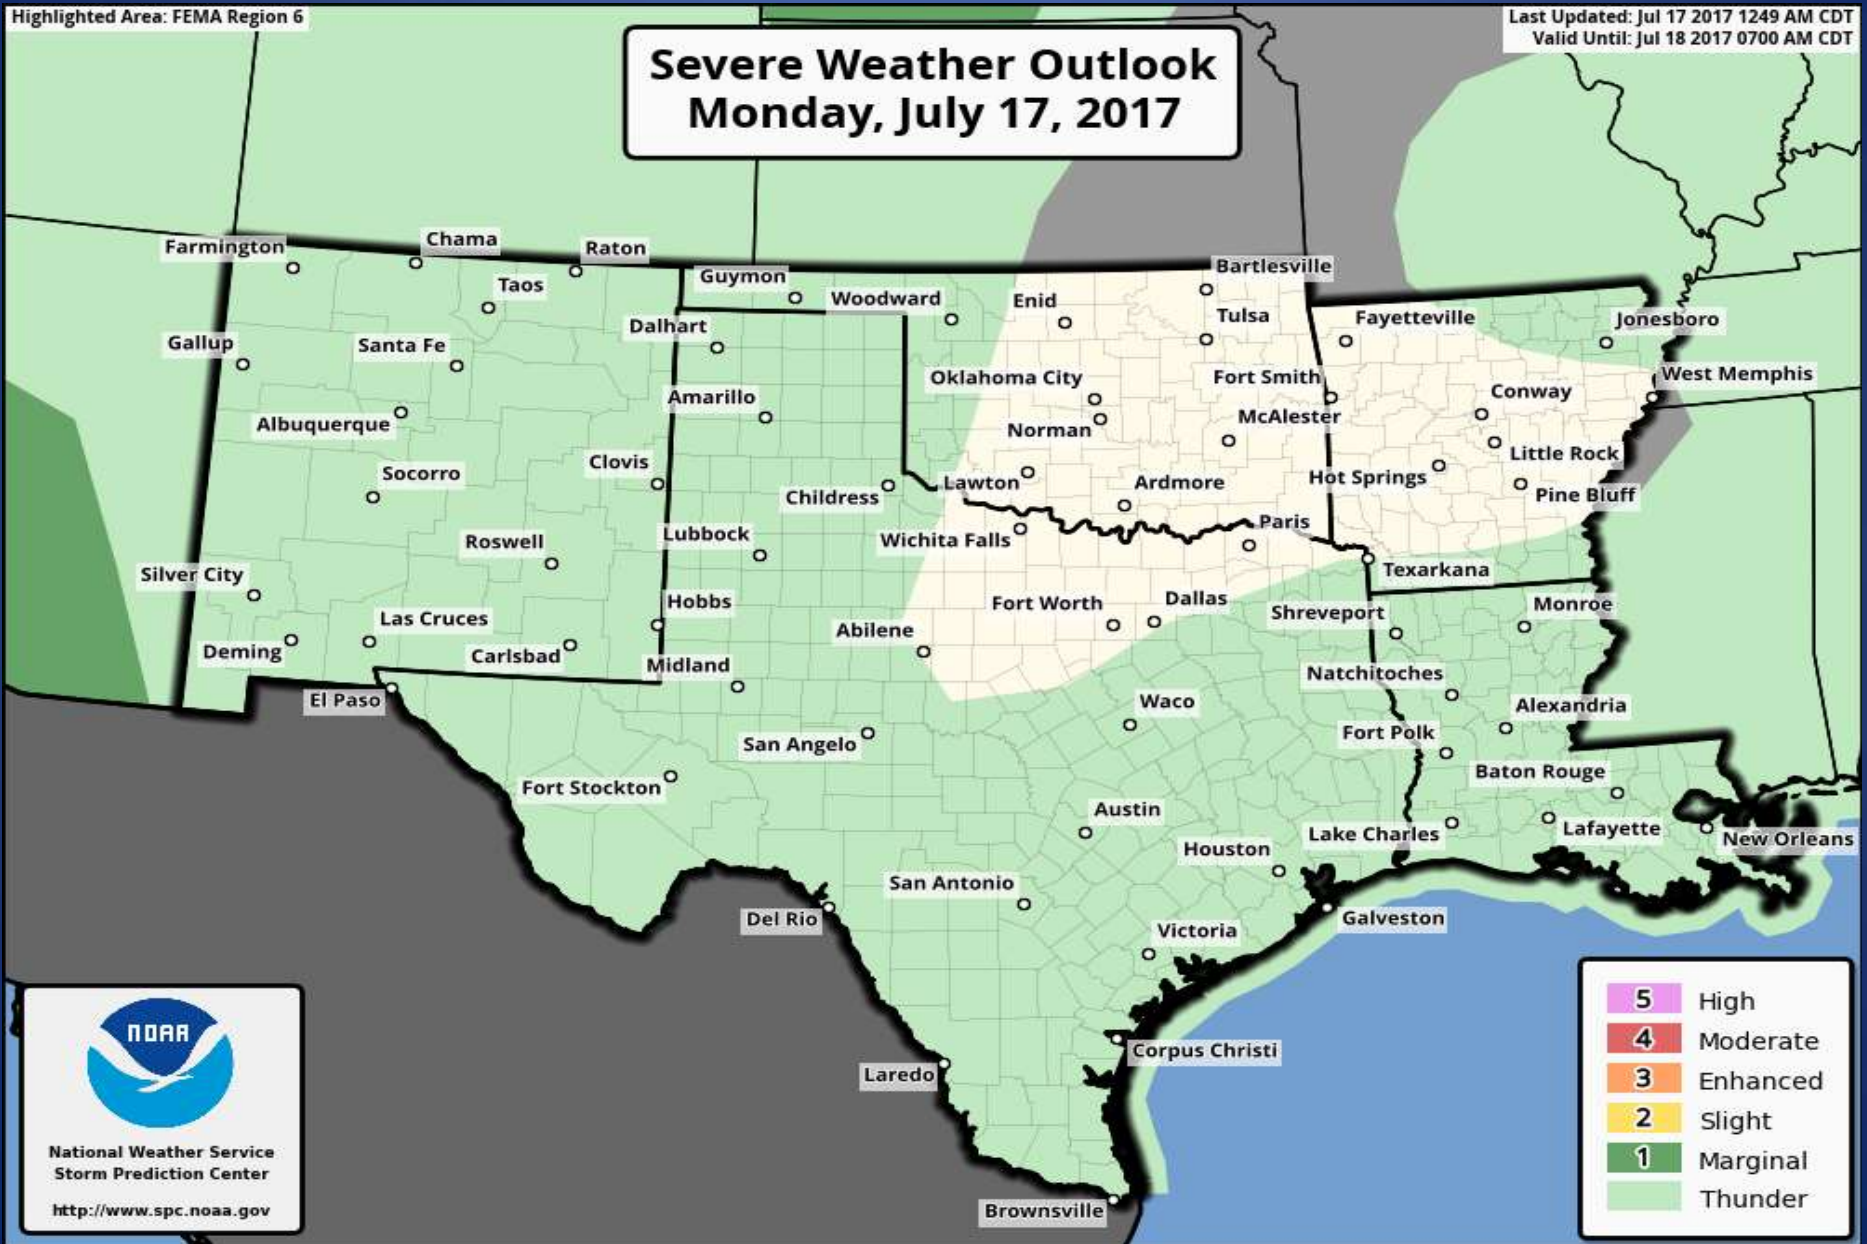 Highlighted Area: FEMA Region 6
Last Updated: Jul 17 2017 1249 AM CDT
Valid Until: Jul 18 2017 0700 AM CDT
Severe Weather Outlook
Monday, July 17, 2017
Farmington
Chama
Raton
Taos
Guymon
Woodward
Enid
Bartlesville
Tulsa
Fayetteville
Jonesboro
Gallup
Santa Fe
Dalhart
Oklahoma City
Fort Smith
West Memphis
Conway
Amarillo
Albuquerque
Norman
McAlester
Little Rock
Socorro
Clovis
Childress
Lawton
Ardmore
Hot Springs
Pine Bluff
Roswell
Lubbock
Wichita Falls
Paris
Texarkana
Silver City
Hobbs
Fort Worth
Dallas
Shreveport
Monroe
Las Cruces
Abilene
Deming
Carlsbad
Midland
Natchitoches
El Paso
Waco
Alexandria
San Angelo
Fort Polk
Baton Rouge
Fort Stockton
Austin
Lake Charles
Lafayette
New Orleans
Houston
San Antonio
Del Rio
Galveston
Victoria
Corpus Christi
Laredo
Brownsville
NOAA
National Weather Service
Storm Prediction Center
http://www.spc.noaa.gov
5 High
4 Moderate
3 Enhanced
2 Slight
1 Marginal
Thunder